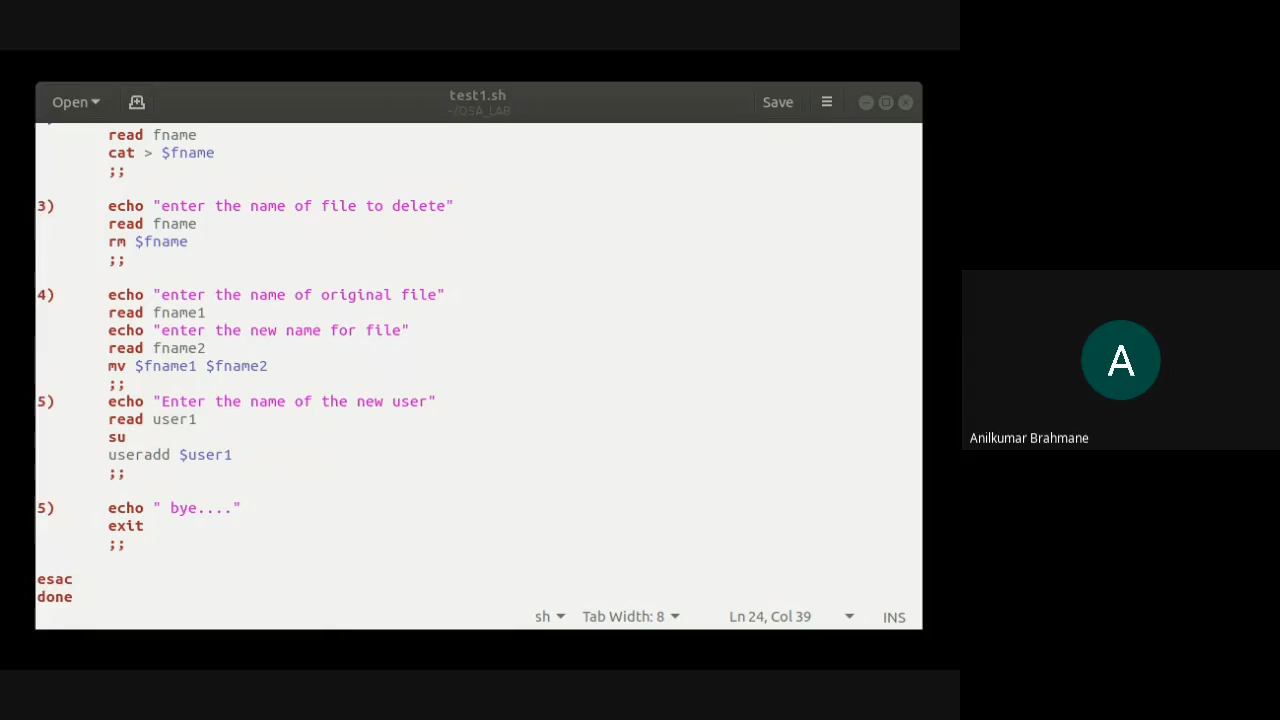 Open
test1.sh
~/OSA_LAB
Save
read fname
cat > $fname
;;
3) echo "enter the name of file to delete"
read fname
rm $fname
;;
4) echo "enter the name of original file"
read fname1
echo "enter the new name for file"
read fname2
mv $fname1 $fname2
;;
5) echo "Enter the name of the new user"
read user1
su
useradd $user1
;;
5) echo " bye...."
exit
;;
esac
done
sh Tab Width: 8 Ln 24, Col 39 INS
A
Anilkumar Brahmane